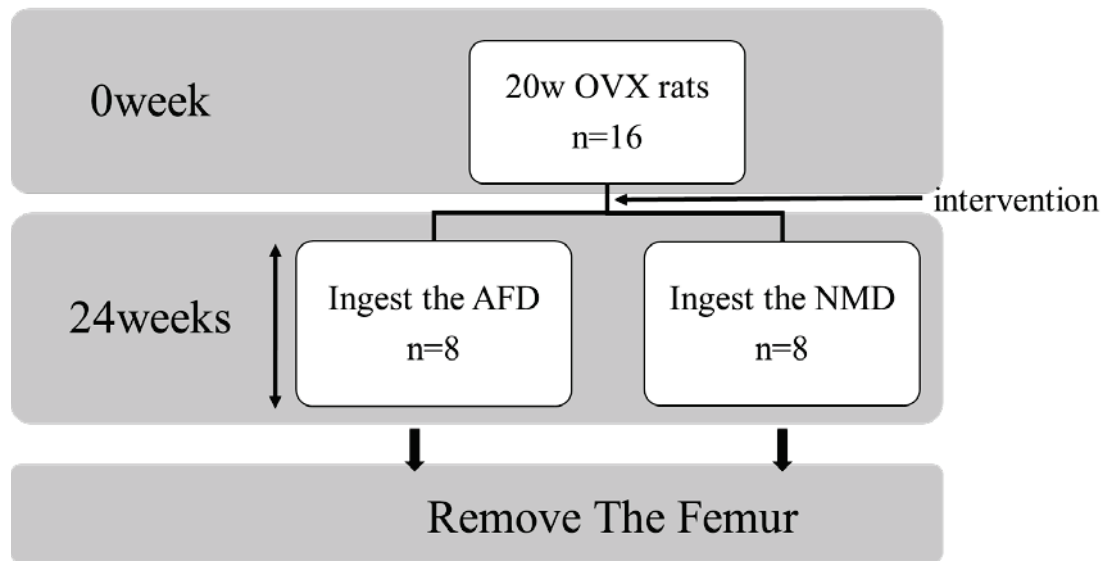 0week
20w OVX rats
n=16
intervention
24weeks
Ingest the AFD
n=8
Ingest the NMD
n=8
Remove The Femur